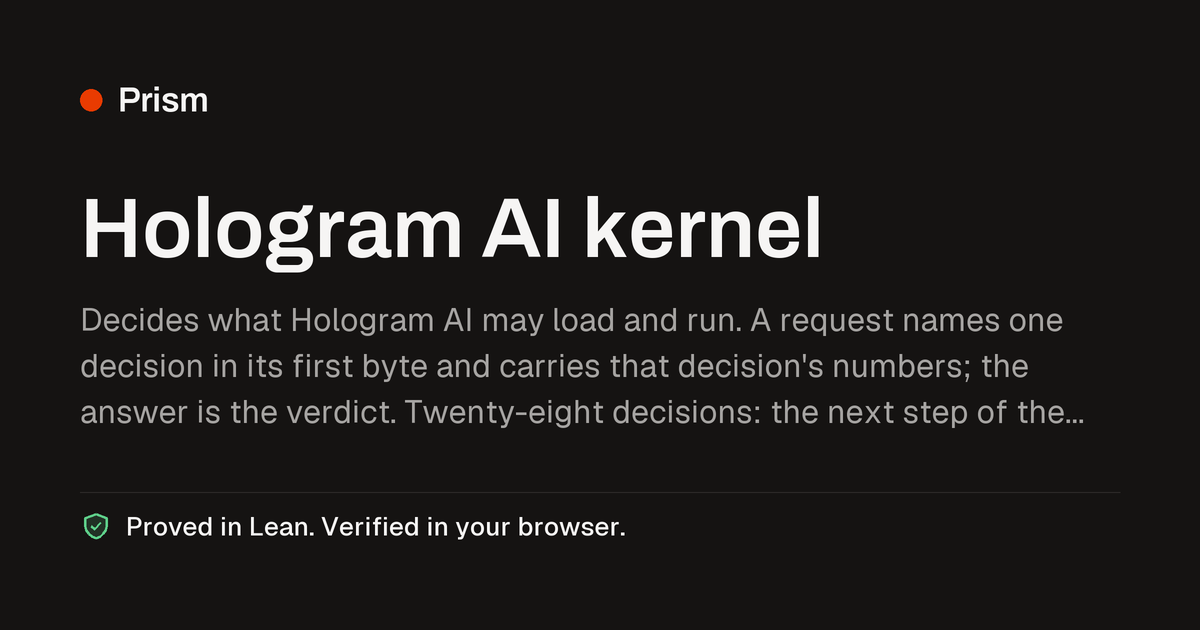 Prism
Hologram AI kernel
Decides what Hologram AI may load and run. A request names one
decision in its first byte and carries that decision's numbers; the
answer is the verdict. Twenty-eight decisions: the next step of the...
Proved in Lean. Verified in your browser.